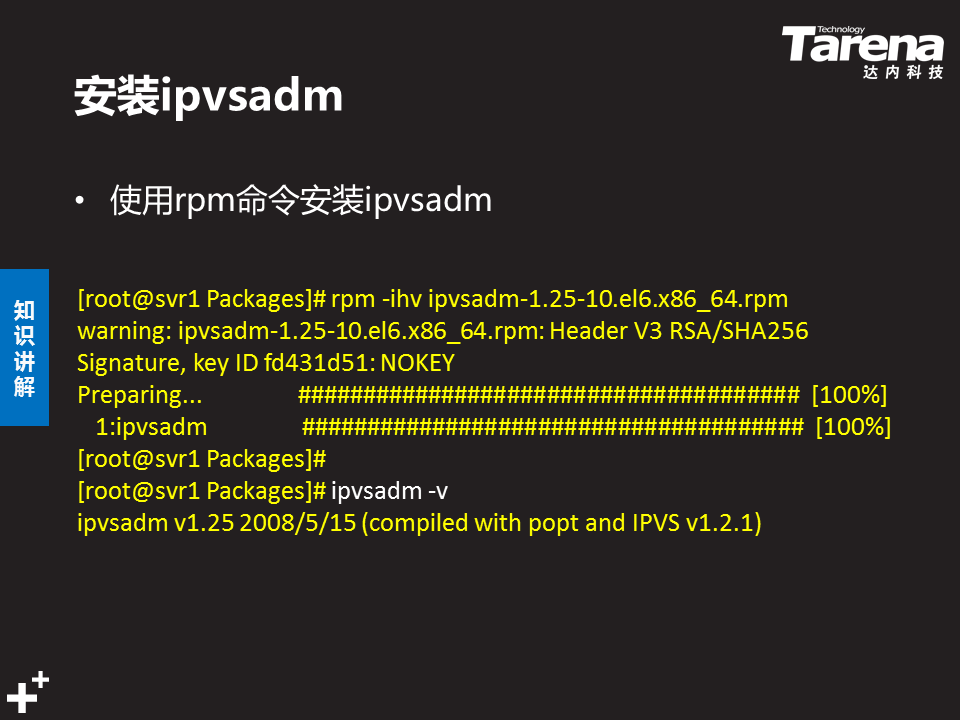 Technology
Tarena
达内科技
安装ipvsadm
• 使用rpm命令安装ipvsadm
知
识
讲
解
[root@svr1 Packages]# rpm -ihv ipvsadm-1.25-10.el6.x86_64.rpm
warning: ipvsadm-1.25-10.el6.x86_64.rpm: Header V3 RSA/SHA256
Signature, key ID fd431d51: NOKEY
Preparing... ####################################### [100%]
1:ipvsadm ####################################### [100%]
[root@svr1 Packages]#
[root@svr1 Packages]# ipvsadm -v
ipvsadm v1.25 2008/5/15 (compiled with popt and IPVS v1.2.1)